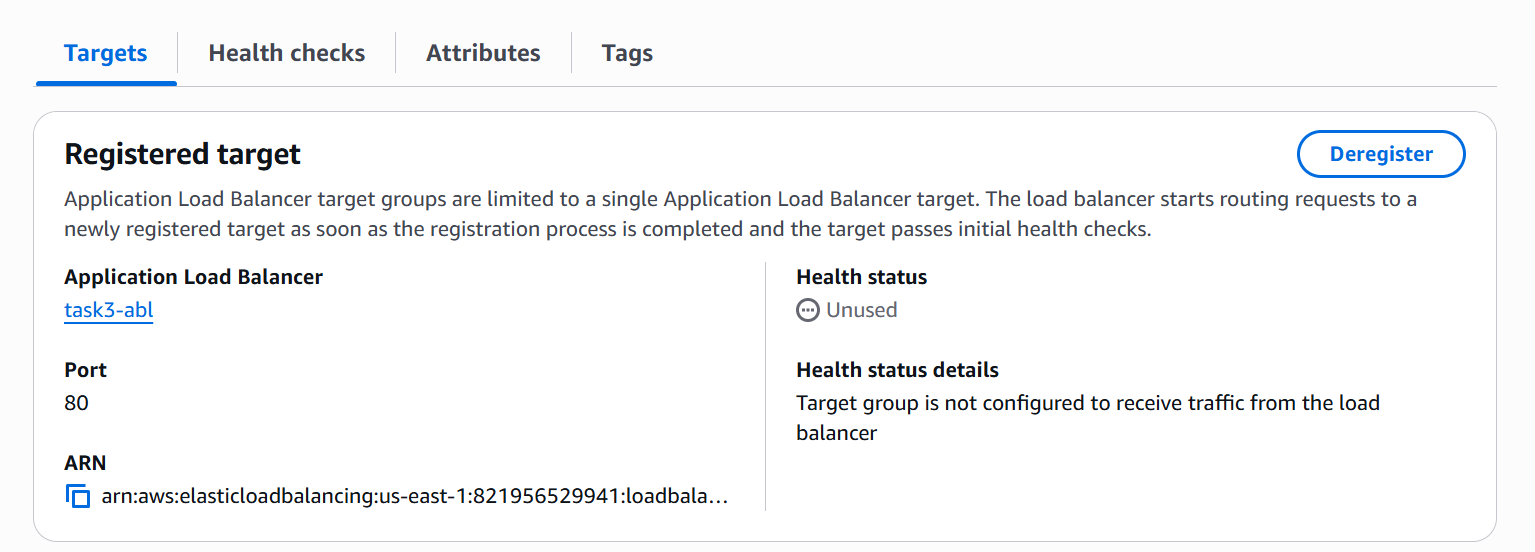 Targets
Health checks
Attributes
Tags
Registered target
Deregister
Application Load Balancer target groups are limited to a single Application Load Balancer target. The load balancer starts routing requests to a
newly registered target as soon as the registration process is completed and the target passes initial health checks.
Application Load Balancer
task3-abl
Port
80
ARN
arn:aws:elasticloadbalancing:us-east-1:821956529941:loadbala…
Health status
Unused
Health status details
Target group is not configured to receive traffic from the load
balancer